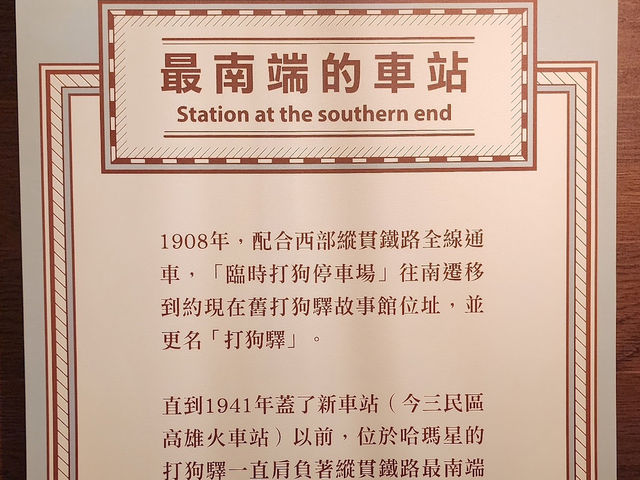 最南端的車站
Station at the southern end
1908年，配合西部縱貫鐵路全線通
車，「臨時打狗停車場」往南遷移
到約現在舊打狗驛故事館位址，並
更名「打狗驛」。
直到1941年蓋了新車站（今三民區
高雄火車站）以前，位於哈瑪星的
打狗驛一直肩負著縱貫鐵路最南端